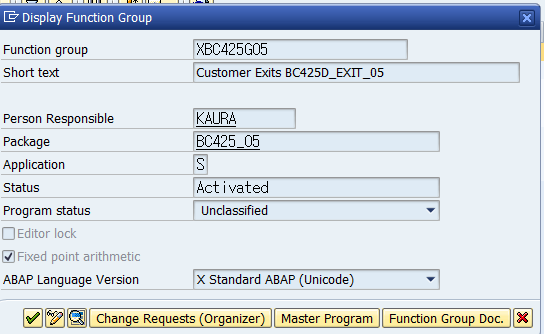 Display Function Group
Function group XBC425G05
Short text Customer Exits BC425D_EXIT_05
Person Responsible KAURA
Package BC425_05
Application S
Status Activated
Program status Unclassified
Editor lock
Fixed point arithmetic
ABAP Language Version X Standard ABAP (Unicode)
Change Requests (Organizer) Master Program Function Group Doc.